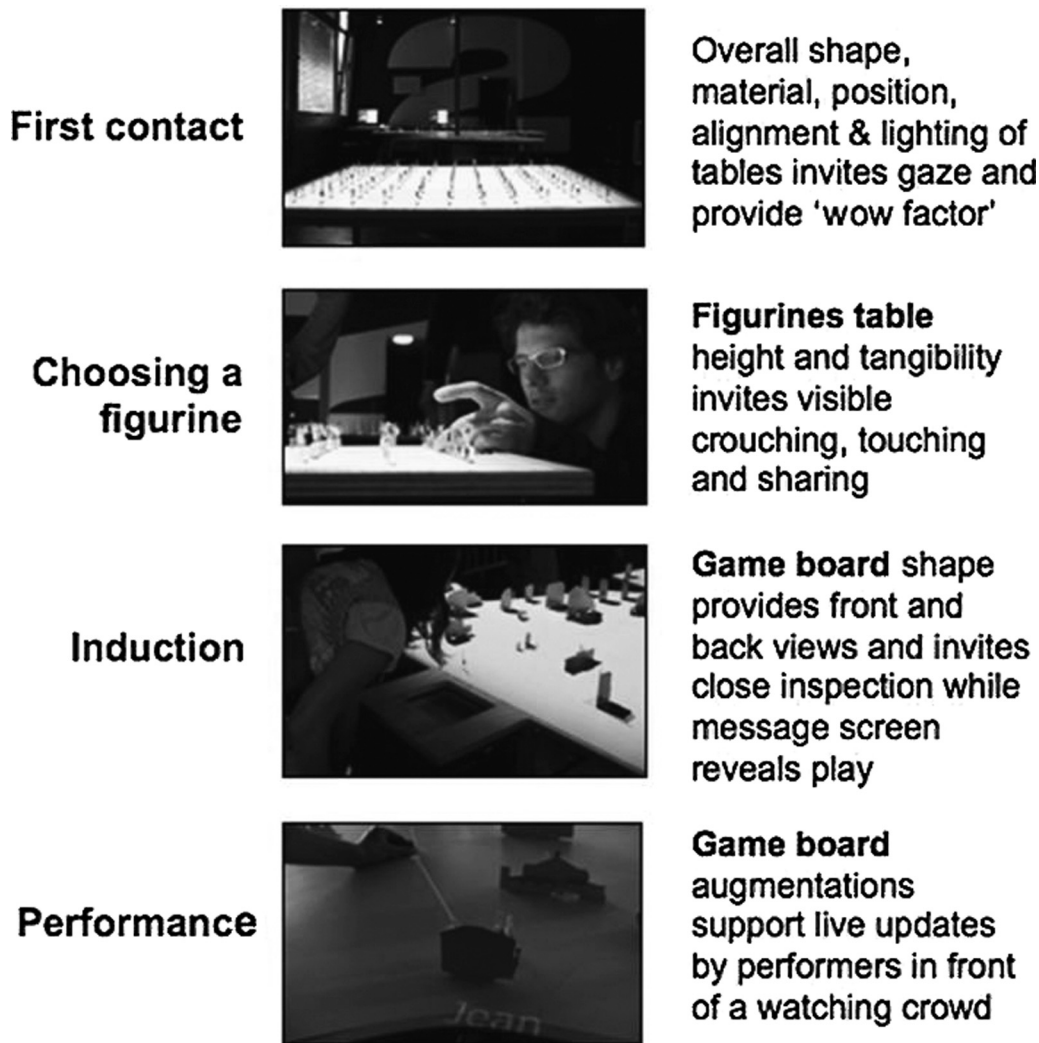 First contact
Overall shape,
material, position,
alignment & lighting of
tables invites gaze and
provide ‘wow factor’
a
Choosing a
figurine
Figurines table
height and tangibility
invites visible
crouching, touching
and sharing
Induction
Game board shape
provides front and
back views and invites
close inspection while
message screen
reveals play
Performance
Game board
augmentations
support live updates
by performers in front
of a watching crowd
Jean